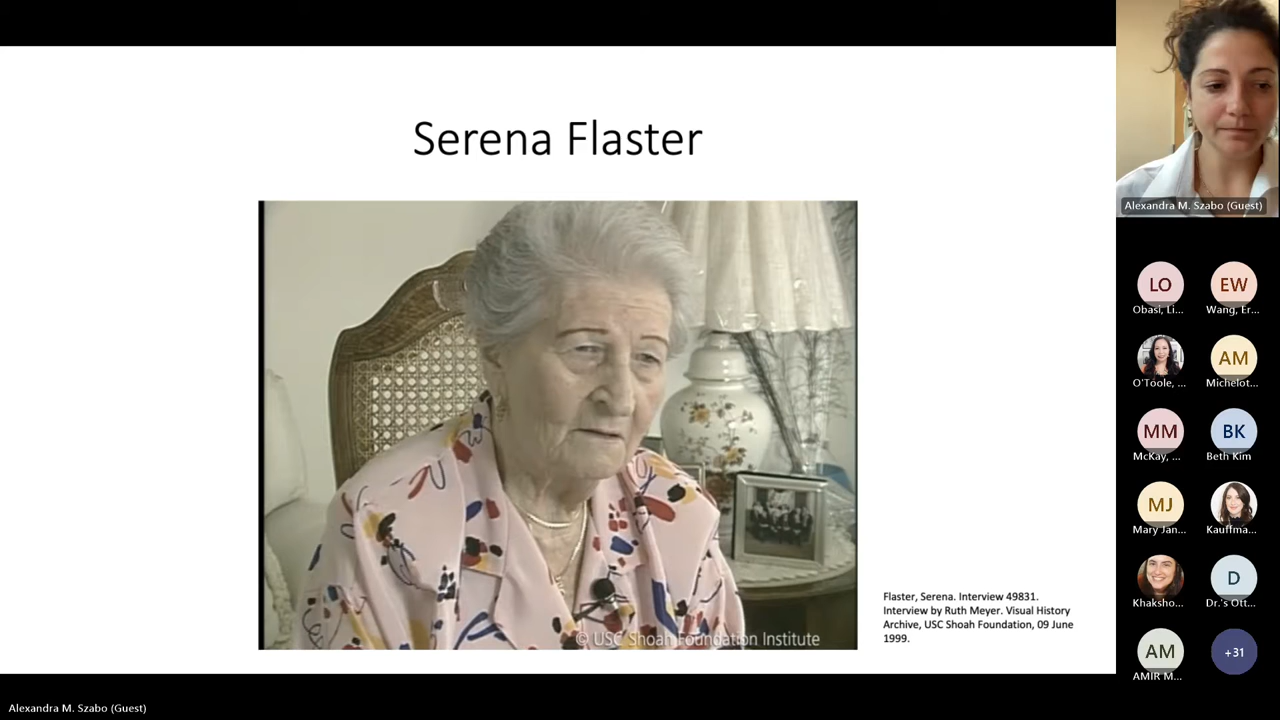 Serena Flaster
© USC Shoah Foundation Institute
Flaster, Serena. Interview 49831.
Interview by Ruth Meyer. Visual History
Archive, USC Shoah Foundation, 09 June
1999.
Alexandra M. Szabo (Guest)
LO
EW
Obasi, Li...
Wang, Er...
AM
O'Toole, ...
Michelot...
MM
BK
McKay, ...
Beth Kim
MJ
Mary Jan...
Kauffma...
D
Khaksho...
Dr.'s Ott...
AM
+31
AMIR M...
Alexandra M. Szabo (Guest)